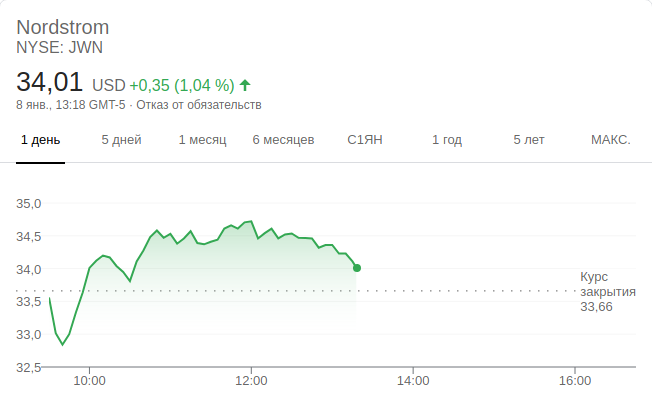 Nordstrom
NYSE: JWN
34,01 USD +0,35 (1,04 %)
8 янв., 13:18 GMT-5 · Отказ от обязательств
1 день 5 дней 1 месяц 6 месяцев С1ЯН 1 год 5 лет МАКС.
35,0
34,5
34,0
33,5
33,0
32,5
Курс
закрытия
33,66
10:00 12:00 14:00 16:00